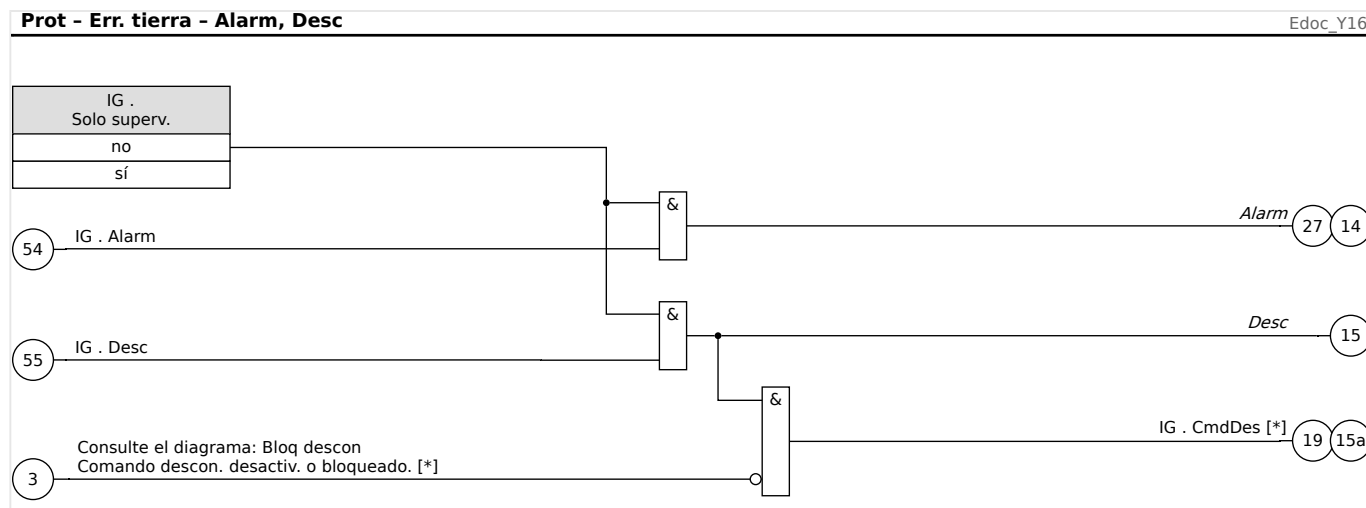 Prot – Err. tierra – Alarm, Desc
Edoc_Y16
IG .
Solo superv.
no
sí
&
Alarm
27
14
54
IG . Alarm
&
Desc
15
55
IG . Desc
&
IG . CmdDes [*]
19
15a
3
Consulte el diagrama: Bloq descon
Comando descon. desactiv. o bloqueado. [*]